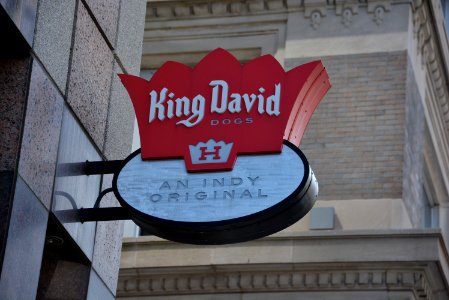 King David
DOGS
H
AN INDY
ORIGINAL